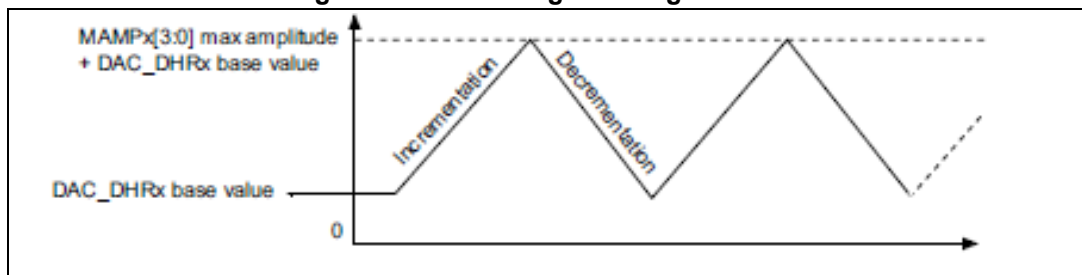 MAMPx[3:0] max amplitude
+ DAC_DHRx base value
Incrementation
Decrementation
DAC_DHRx base value
0